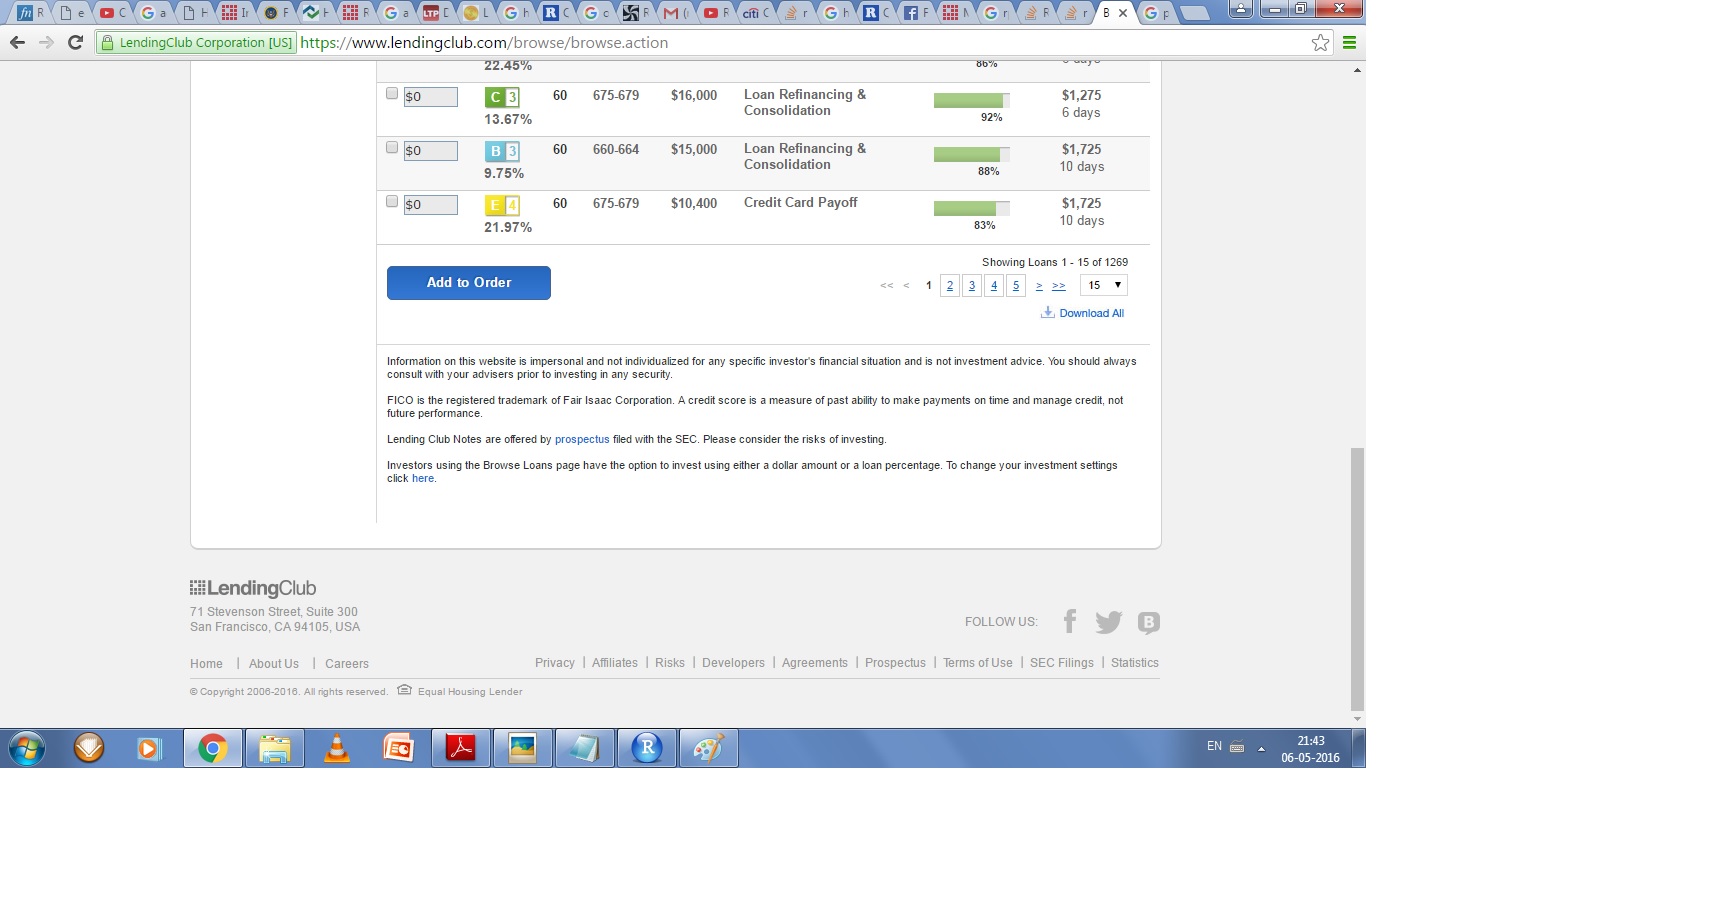 LendingClub Corporation [US] https://www.lendingclub.com/browse/browse.action
22.45% 86%
$0 C 3 60 675-679 $16,000 Loan Refinancing & $1,275
Consolidation 6 days
13.67% 92%
$0 B 3 60 660-664 $15,000 Loan Refinancing & $1,725
Consolidation 10 days
9.75% 88%
$0 E 4 60 675-679 $10,400 Credit Card Payoff $1,725
10 days
21.97% 83%
Showing Loans 1 - 15 of 1269
Add to Order << < 1 2 3 4 5 > >> 15
Download All
Information on this website is impersonal and not individualized for any specific investor's financial situation and is not investment advice. You should always
consult with your advisers prior to investing in any security.
FICO is the registered trademark of Fair Isaac Corporation. A credit score is a measure of past ability to make payments on time and manage credit, not
future performance.
Lending Club Notes are offered by prospectus filed with the SEC. Please consider the risks of investing.
Investors using the Browse Loans page have the option to invest using either a dollar amount or a loan percentage. To change your investment settings
click here.
LendingClub
71 Stevenson Street, Suite 300
San Francisco, CA 94105, USA
FOLLOW US:
Home | About Us | Careers Privacy | Affiliates | Risks | Developers | Agreements | Prospectus | Terms of Use | SEC Filings | Statistics
© Copyright 2006-2016. All rights reserved. Equal Housing Lender
EN 21:43
06-05-2016